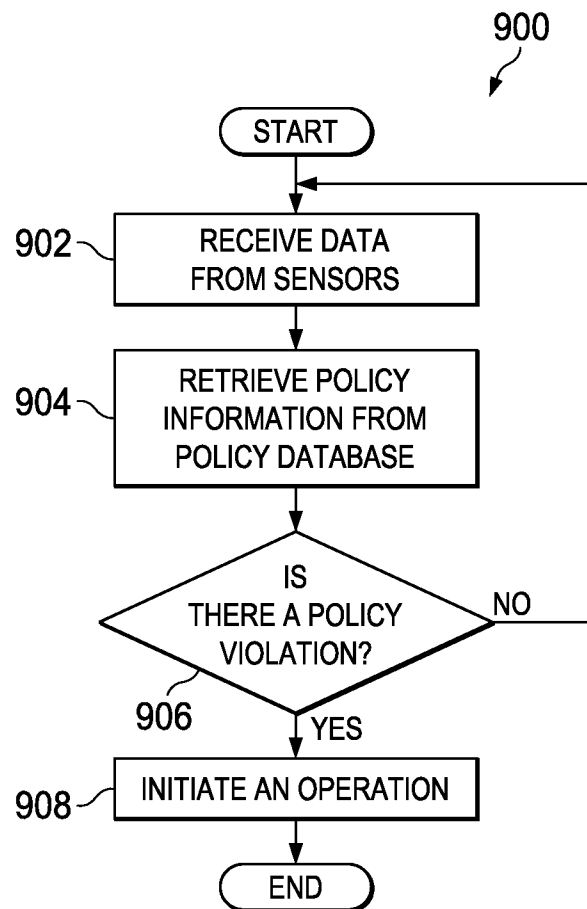 900
START
902
RECEIVE DATA
FROM SENSORS
904
RETRIEVE POLICY
INFORMATION FROM
POLICY DATABASE
IS
THERE A POLICY
VIOLATION?
NO
906
YES
908
INITIATE AN OPERATION
END